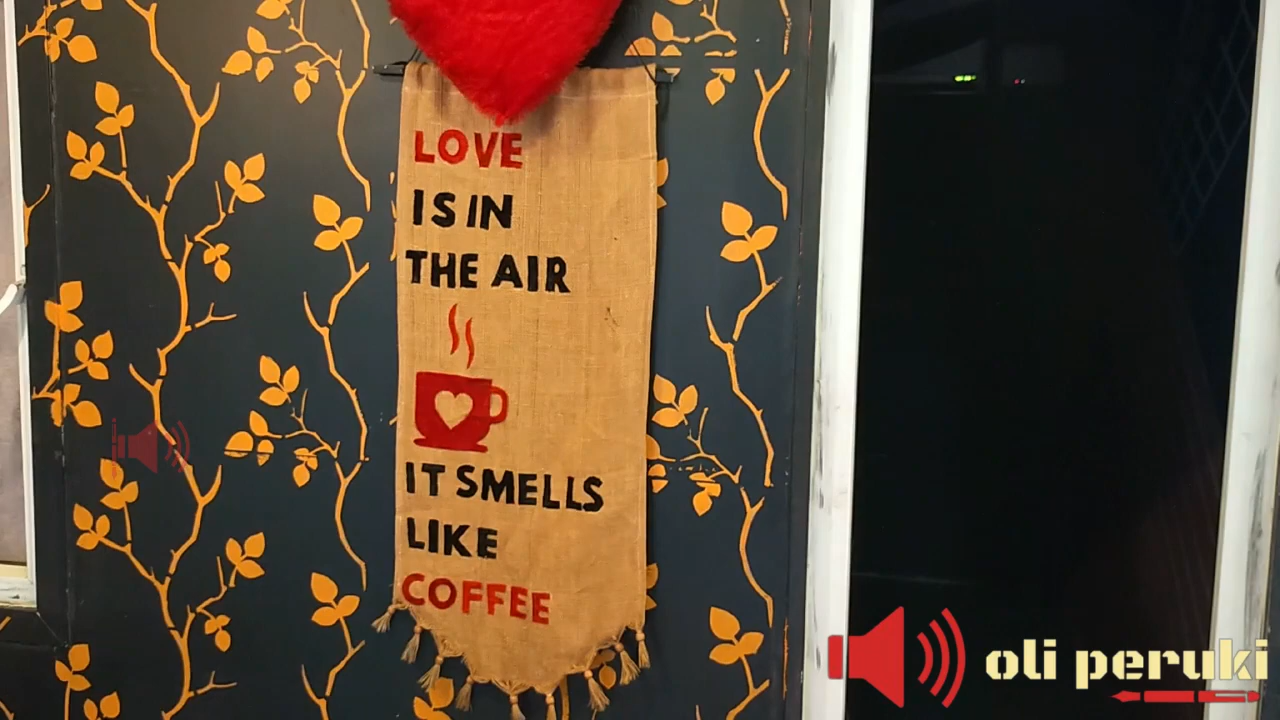 LOVE
IS IN
THE AIR
IT SMELLS
LIKE
COFFEE
oli peruki